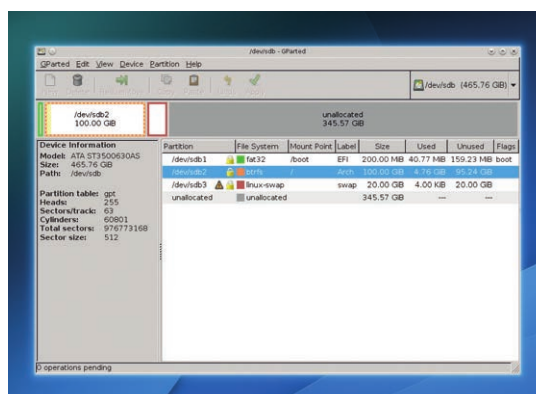 /dev/sdb - GParted
GParted Edit View Device Partition Help
/dev/sdb (465.76 GB)
/dev/sdb2
100.00 GB
unallocated
345.57 GB
Device Information
Model: ATA ST3500630AS
Size: 465.76 GB
Path: /dev/sdb
Partition table: gpt
Heads: 255
Sectors/track: 63
Cylinders: 60801
Total sectors: 976773168
Sector size: 512
Partition File System Mount Point Label Size Used Unused Flags
/dev/sdb1 fat32 /boot EFI 200.00 MB 40.77 MB 159.23 MB boot
/dev/sdb2 btrfs / Arch 100.00 GB 4.76 GB 95.24 GB
/dev/sdb3 linux-swap swap 20.00 GB 4.00 KB 20.00 GB
unallocated unallocated 345.57 GB --- ---
0 operations pending